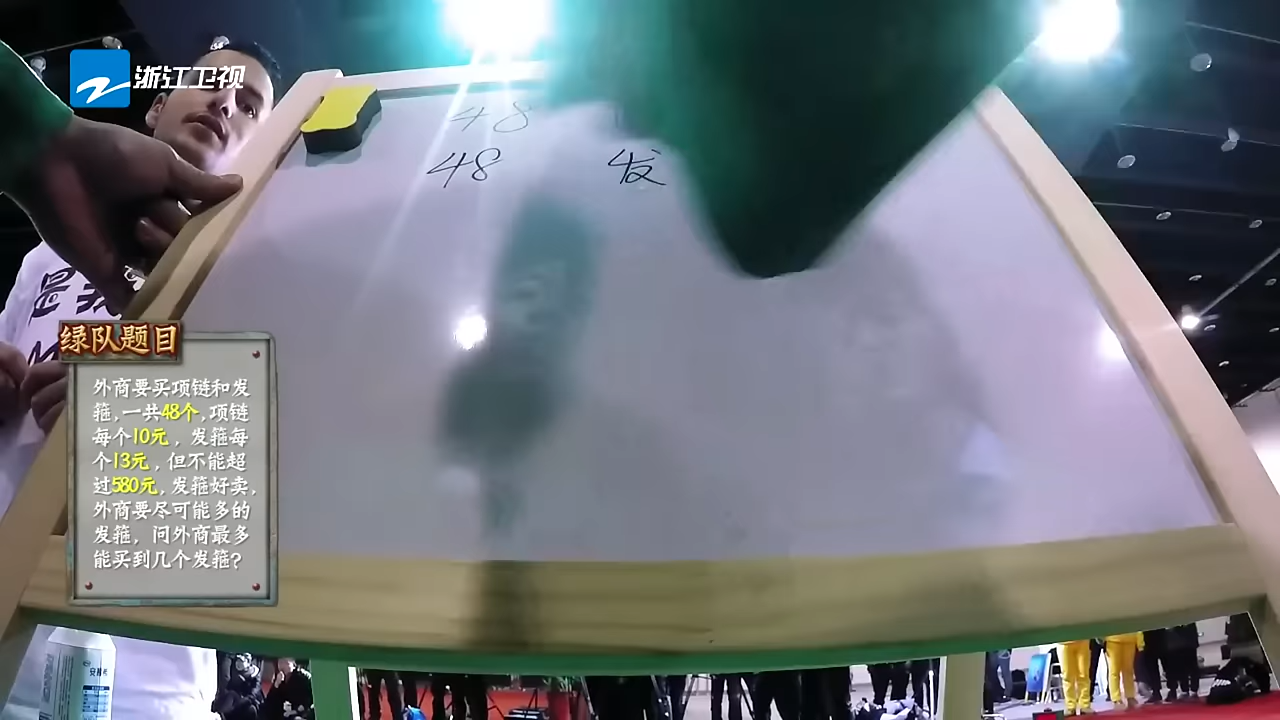 浙江卫视
48
48 发
绿队题目
外商要买项链和发
箍,一共48个,项链
每个10元，发箍每
个13元，但不能超
过580元,发箍好卖,
外商要尽可能多的
发箍，问外商最多
能买到几个发箍?